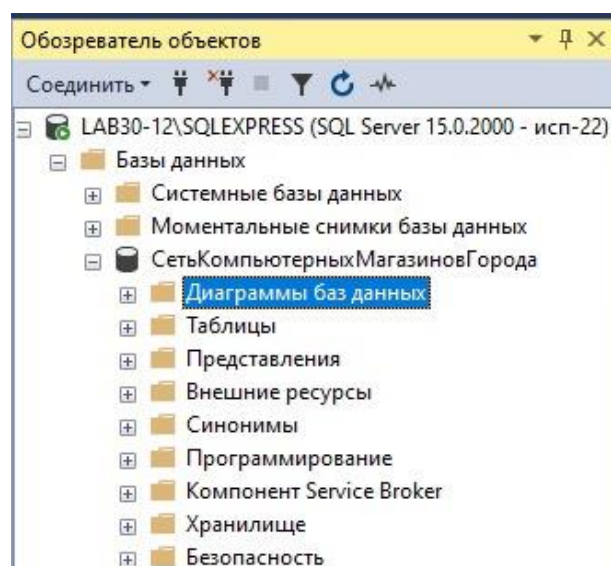 Обозреватель объектов
Соединить
LAB30-12\SQLEXPRESS (SQL Server 15.0.2000 - исп-22)
Базы данных
Системные базы данных
Моментальные снимки базы данных
СетьКомпьютерныхМагазиновГорода
Диаграммы баз данных
Таблицы
Представления
Внешние ресурсы
Синонимы
Программирование
Компонент Service Broker
Хранилище
Безопасность